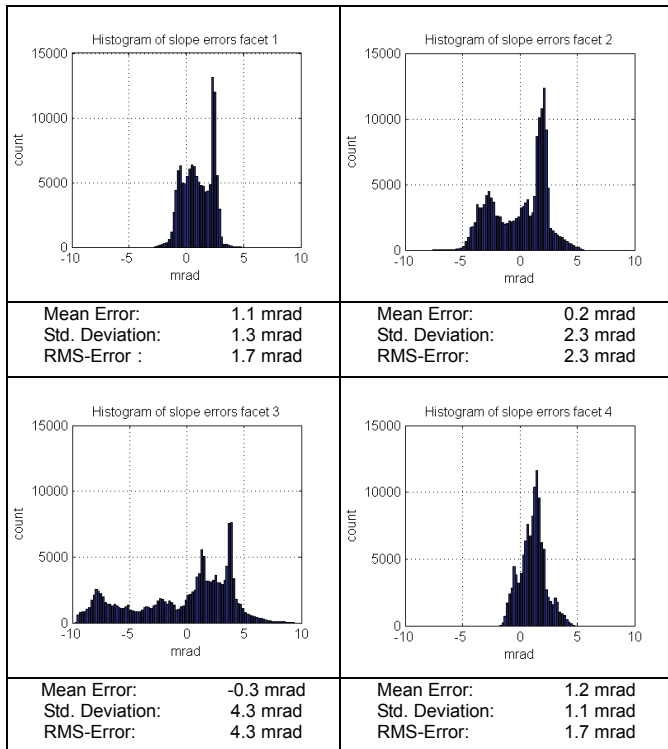 Histogram of slope errors facet 1
15000
10000
5000
0
-10 -5 0 5 10
count
mrad
Mean Error: 1.1 mrad
Std. Deviation: 1.3 mrad
RMS-Error : 1.7 mrad
Histogram of slope errors facet 2
15000
10000
5000
0
-10 -5 0 5 10
count
mrad
Mean Error: 0.2 mrad
Std. Deviation: 2.3 mrad
RMS-Error: 2.3 mrad
Histogram of slope errors facet 3
15000
10000
5000
0
-10 -5 0 5 10
count
mrad
Mean Error: -0.3 mrad
Std. Deviation: 4.3 mrad
RMS-Error: 4.3 mrad
Histogram of slope errors facet 4
15000
10000
5000
0
-10 -5 0 5 10
count
mrad
Mean Error: 1.2 mrad
Std. Deviation: 1.1 mrad
RMS-Error: 1.7 mrad